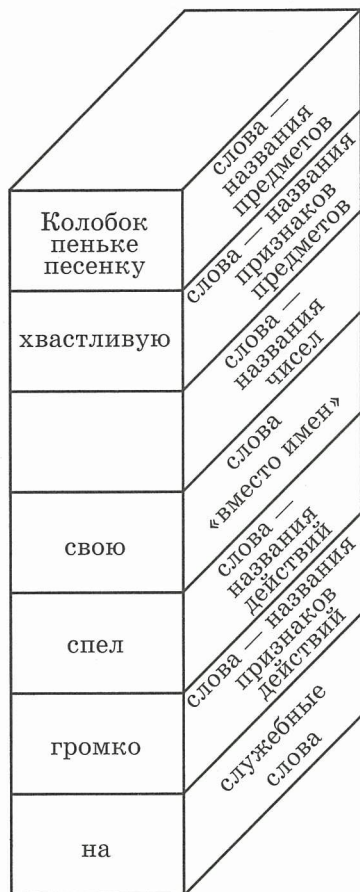 слова —
названия
предметов
Колобок
пеньке
песенку
слова — названия
признаков
предметов
хвастливую
слова —
названия
чисел
слова
«вместо имен»
свою
слова —
названия
действий
спел
слова — названия
признаков
действий
громко
служебные
слова
на